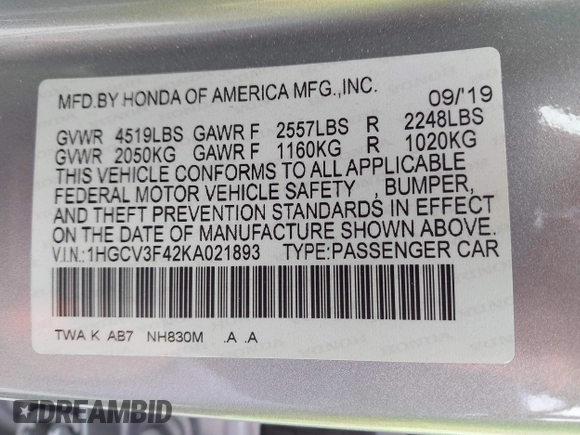 MFD.BY HONDA OF AMERICA MFG.,INC.
09/'19
GVWR 4519LBS GAWR F 2557LBS R 2248LBS
GVWR 2050KG GAWR F 1160KG R 1020KG
THIS VEHICLE CONFORMS TO ALL APPLICABLE
FEDERAL MOTOR VEHICLE SAFETY , BUMPER,
AND THEFT PREVENTION STANDARDS IN EFFECT
ON THE DATE OF MANUFACTURE SHOWN ABOVE.
V.I.N.:1HGCV3F42KA021893 TYPE:PASSENGER CAR
TWA K AB7 NH830M .A .A
DREAMBID